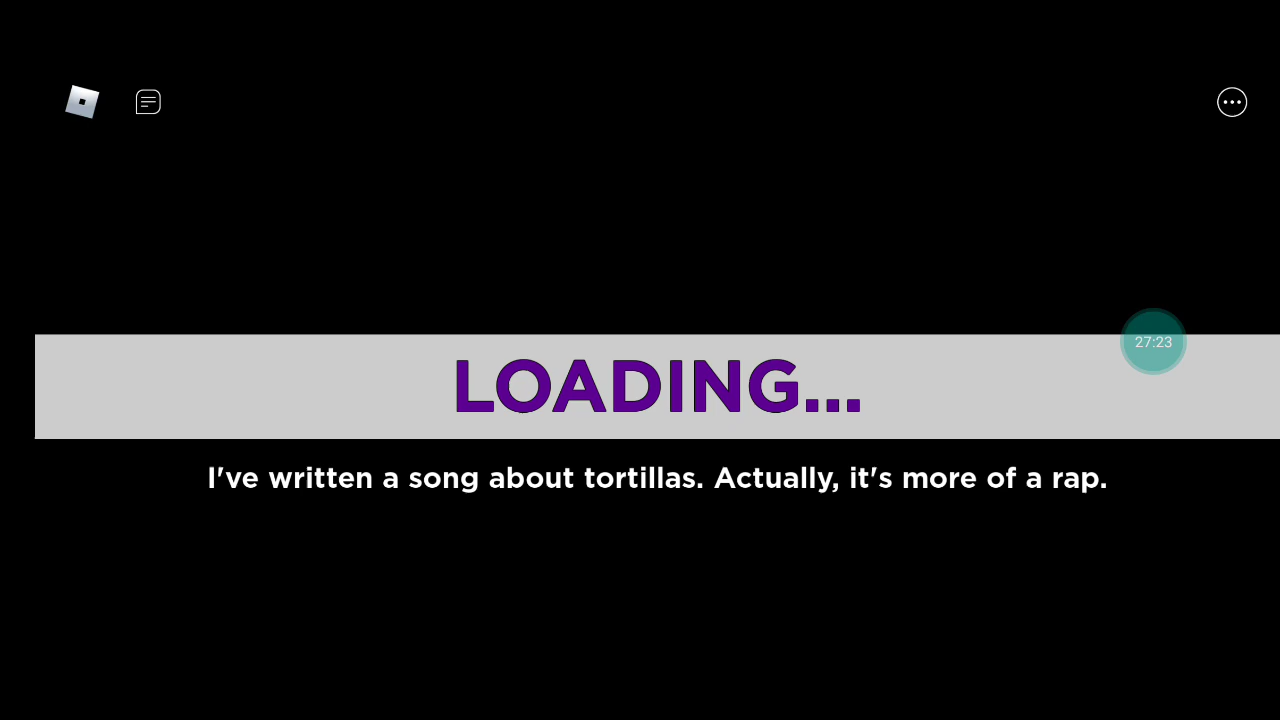 27:23
LOADING...
I've written a song about tortillas. Actually, it's more of a rap.